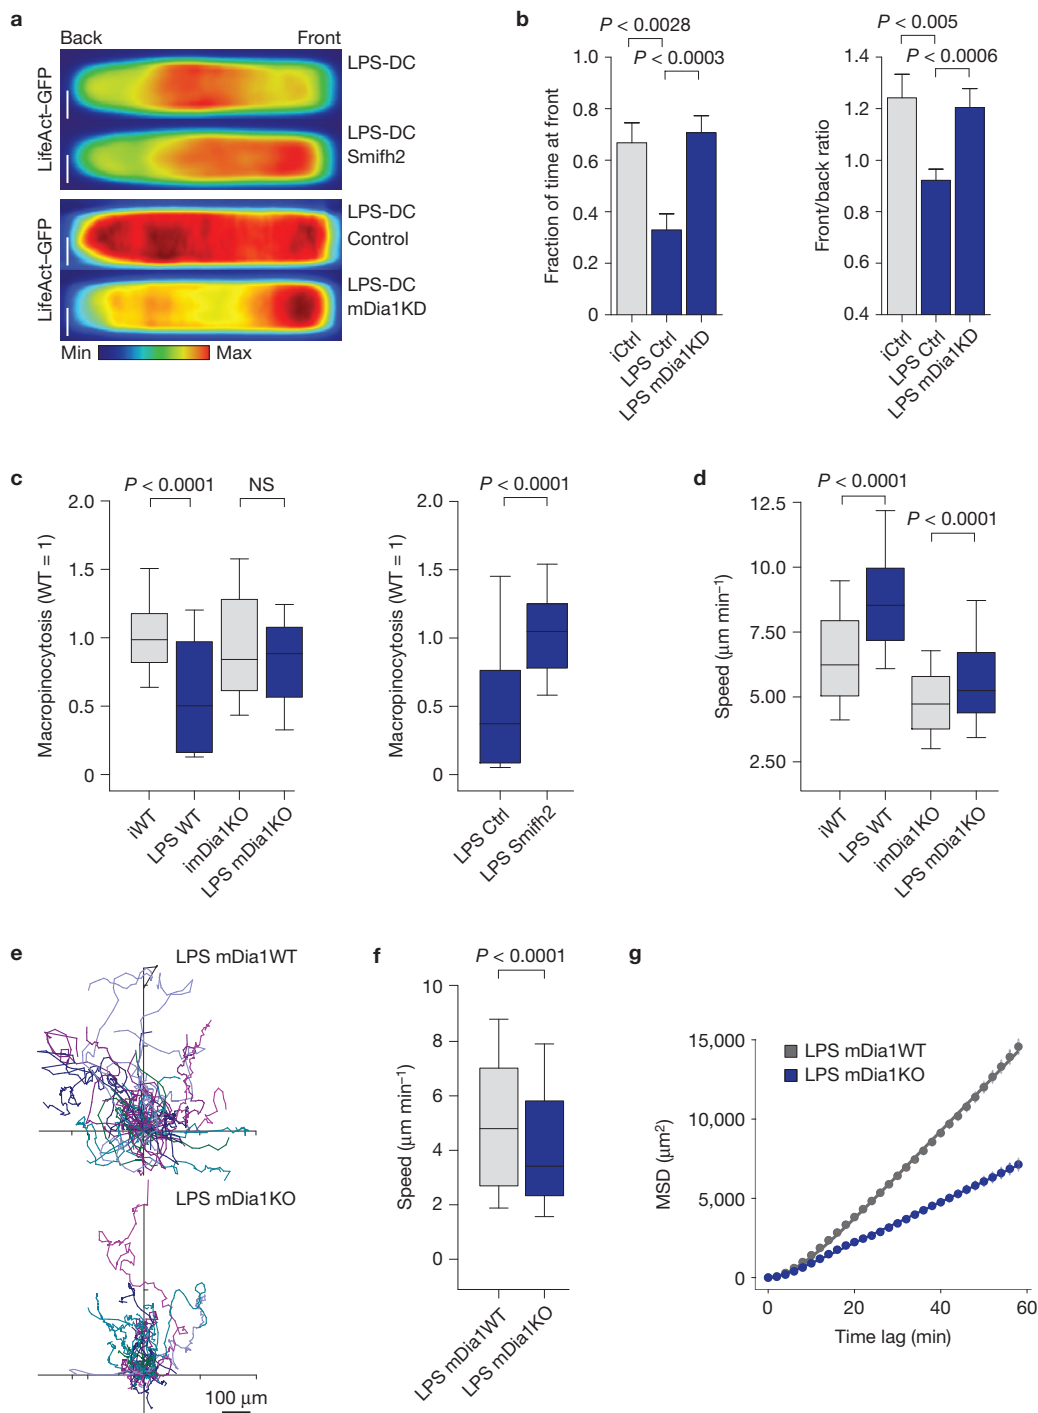 a
Back Front
LifeAct–GFP
LPS-DC
LPS-DC
Smifh2
LifeAct–GFP
LPS-DC
Control
LPS-DC
mDia1KD
Min Max
b
P < 0.0028
P < 0.0003
Fraction of time at front
1.0
0.8
0.6
0.4
0.2
0
iCtrl
LPS Ctrl
LPS mDia1KD
P < 0.005
P < 0.0006
Front/back ratio
1.4
1.2
1.0
0.8
0.6
0.4
iCtrl
LPS Ctrl
LPS mDia1KD
c
P < 0.0001 NS
Macropinocytosis (WT = 1)
2.0
1.5
1.0
0.5
0
iWT
LPS WT
imDia1KO
LPS mDia1KO
P < 0.0001
Macropinocytosis (WT = 1)
2.0
1.5
1.0
0.5
0
LPS Ctrl
LPS Smifh2
d
P < 0.0001
P < 0.0001
Speed (µm min⁻¹)
12.5
10.0
7.50
5.00
2.50
iWT
LPS WT
imDia1KO
LPS mDia1KO
e
LPS mDia1WT
LPS mDia1KO
100 µm
f
P < 0.0001
Speed (µm min⁻¹)
10
8
6
4
2
0
LPS mDia1WT
LPS mDia1KO
g
LPS mDia1WT
LPS mDia1KO
MSD (µm²)
15,000
10,000
5,000
0
0 20 40 60
Time lag (min)